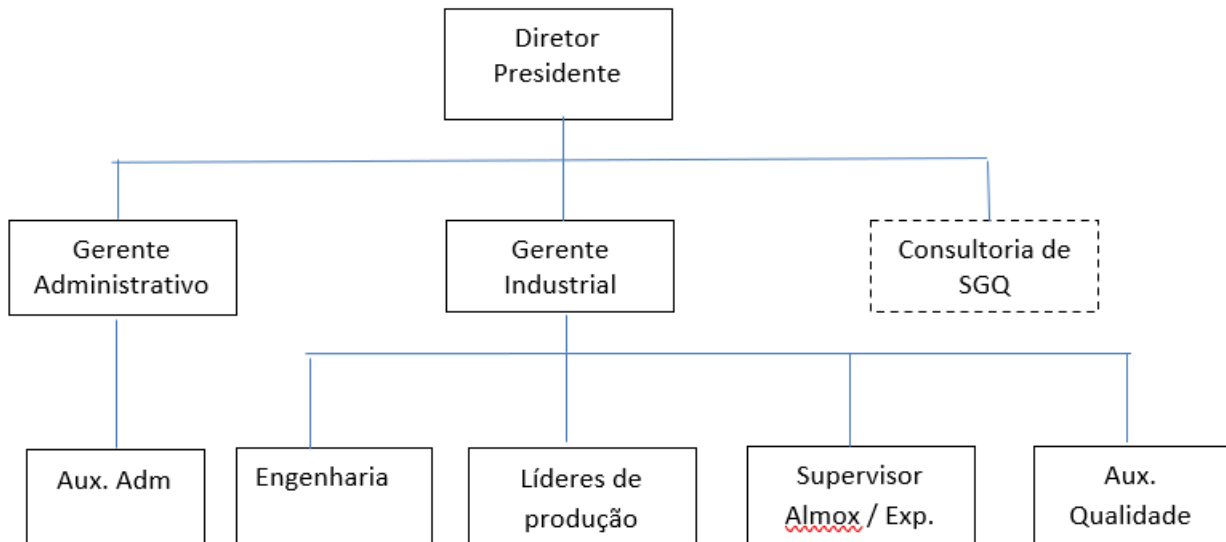 Diretor
Presidente
Gerente
Administrativo
Gerente
Industrial
Consultoria de
SGQ
Aux. Adm
Engenharia
Líderes de
produção
Supervisor
Almox / Exp.
Aux.
Qualidade